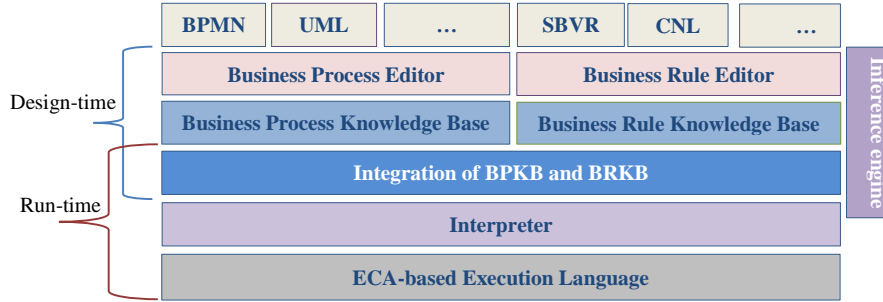 BPMN
UML
...
SBVR
CNL
...
Design-time
Business Process Editor
Business Rule Editor
Business Process Knowledge Base
Business Rule Knowledge Base
Integration of BPKB and BRKB
Run-time
Interpreter
ECA-based Execution Language
Inference engine